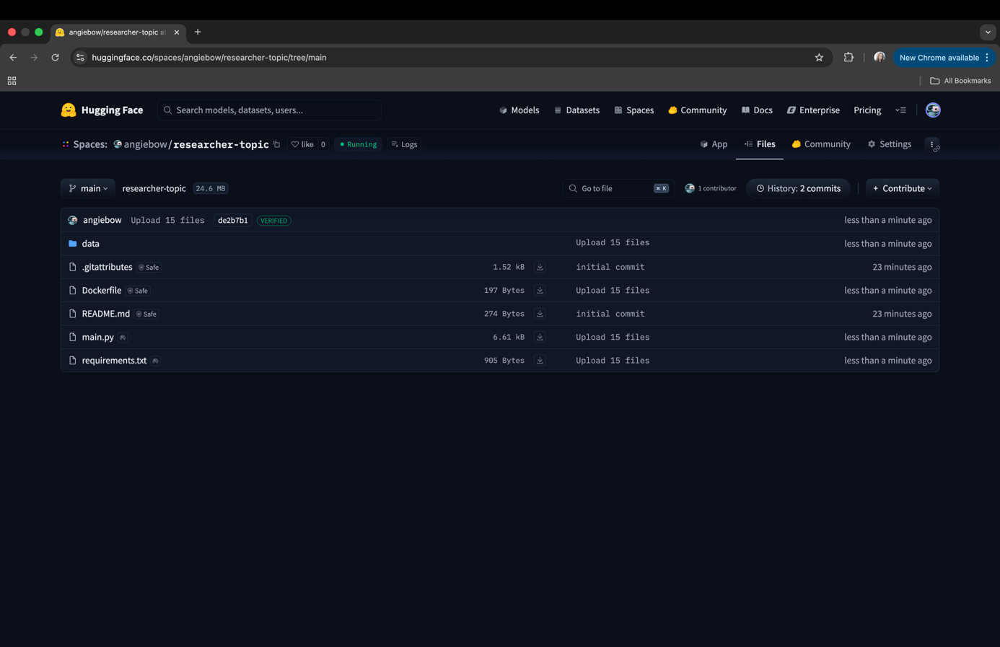 angiebow/researcher-topic at
huggingface.co/spaces/angiebow/researcher-topic/tree/main
New Chrome available
All Bookmarks
Hugging Face
Search models, datasets, users...
Models
Datasets
Spaces
Community
Docs
Enterprise
Pricing
Spaces: angiebow/researcher-topic
like 0
Running
Logs
App
Files
Community
Settings
main
researcher-topic
24.6 MB
Go to file
⌘ K
1 contributor
History: 2 commits
+ Contribute
angiebow Upload 15 files de2b7b1 VERIFIED less than a minute ago
data Upload 15 files less than a minute ago
.gitattributes Safe 1.52 kB initial commit 23 minutes ago
Dockerfile Safe 197 Bytes Upload 15 files less than a minute ago
README.md Safe 274 Bytes initial commit 23 minutes ago
main.py 6.61 kB Upload 15 files less than a minute ago
requirements.txt 905 Bytes Upload 15 files less than a minute ago